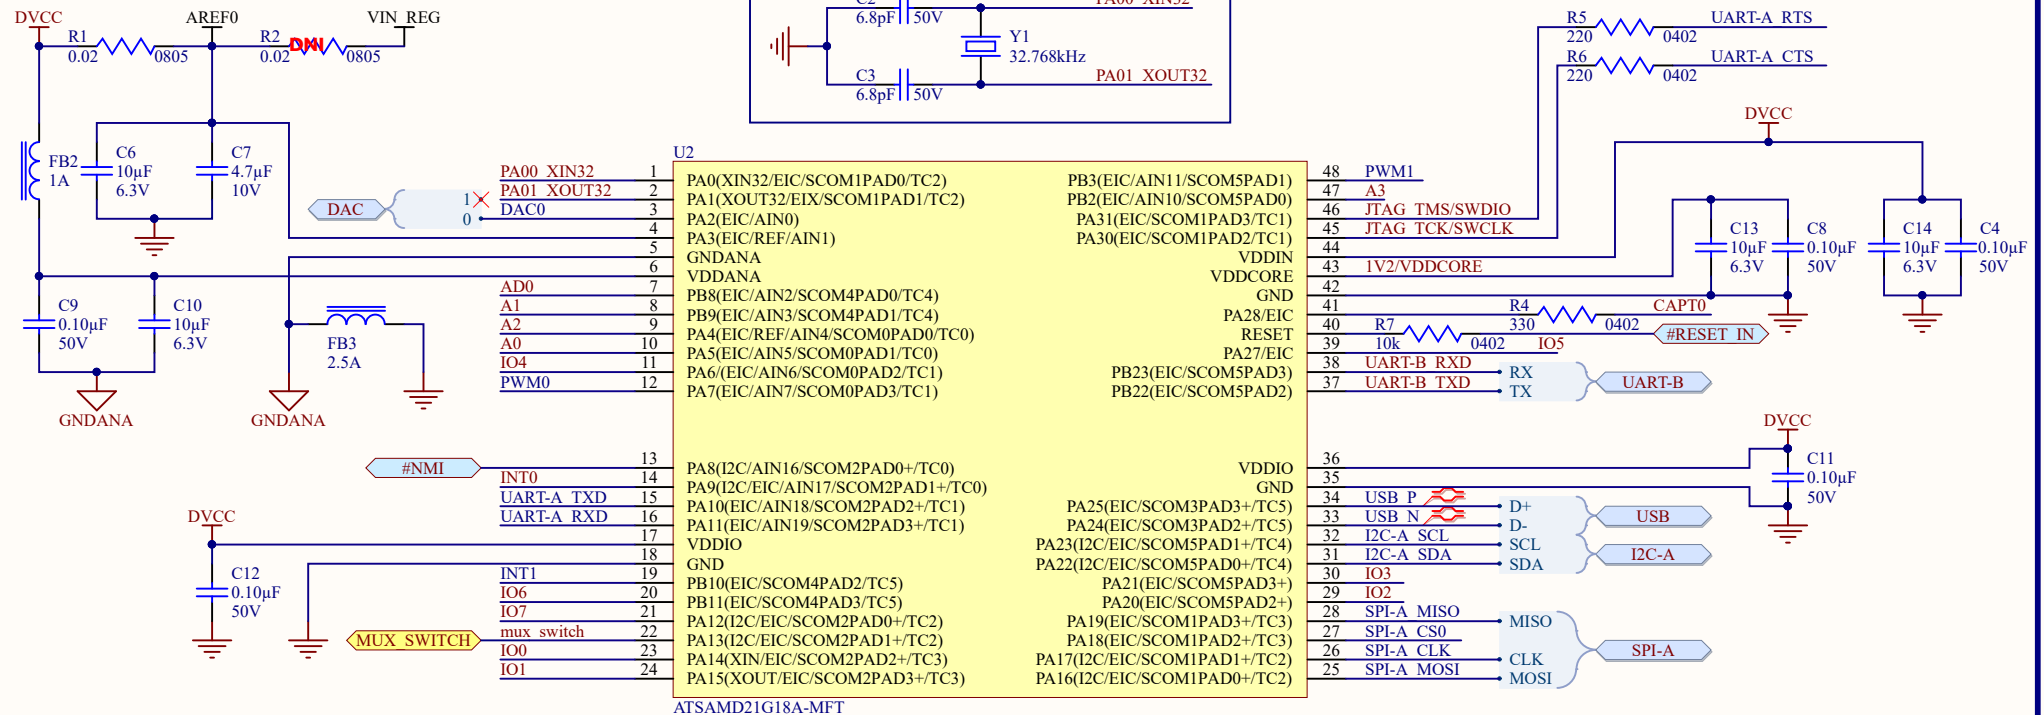 DVCC
AREF0
VIN_REG
R1
0.02
0805
R2
0.02
DNI
0805
FB2
1A
C6
10µF
6.3V
C7
4.7µF
10V
C9
0.10µF
50V
C10
10µF
6.3V
GNDANA
FB3
2.5A
GNDANA
C2
6.8pF
50V
PA00_XIN32
Y1
32.768kHz
C3
6.8pF
50V
PA01_XOUT32
R5
220
0402
UART-A_RTS
R6
220
0402
UART-A_CTS
DVCC
C13
10µF
6.3V
C8
0.10µF
50V
C14
10µF
6.3V
C4
0.10µF
50V
DAC
1
0
U2
PA00_XIN32 1 PA0(XIN32/EIC/SCOM1PAD0/TC2)
PA01_XOUT32 2 PA1(XOUT32/EIX/SCOM1PAD1/TC2)
DAC0 3 PA2(EIC/AIN0)
4 PA3(EIC/REF/AIN1)
5 GNDANA
6 VDDANA
AD0 7 PB8(EIC/AIN2/SCOM4PAD0/TC4)
A1 8 PB9(EIC/AIN3/SCOM4PAD1/TC4)
A2 9 PA4(EIC/REF/AIN4/SCOM0PAD0/TC0)
A0 10 PA5(EIC/AIN5/SCOM0PAD1/TC0)
IO4 11 PA6/(EIC/AIN6/SCOM0PAD2/TC1)
PWM0 12 PA7(EIC/AIN7/SCOM0PAD3/TC1)
#NMI 13 PA8(I2C/AIN16/SCOM2PAD0+/TC0)
INT0 14 PA9(I2C/EIC/AIN17/SCOM2PAD1+/TC0)
UART-A_TXD 15 PA10(EIC/AIN18/SCOM2PAD2+/TC1)
UART-A_RXD 16 PA11(EIC/AIN19/SCOM2PAD3+/TC1)
17 VDDIO
18 GND
INT1 19 PB10(EIC/SCOM4PAD2/TC5)
IO6 20 PB11(EIC/SCOM4PAD3/TC5)
IO7 21 PA12(I2C/EIC/SCOM2PAD0+/TC2)
MUX_SWITCH mux_switch 22 PA13(I2C/EIC/SCOM2PAD1+/TC2)
IO0 23 PA14(XIN/EIC/SCOM2PAD2+/TC3)
IO1 24 PA15(XOUT/EIC/SCOM2PAD3+/TC3)
DVCC
C12
0.10µF
50V
PB3(EIC/AIN11/SCOM5PAD1) 48 PWM1
PB2(EIC/AIN10/SCOM5PAD0) 47 A3
PA31(EIC/SCOM1PAD3/TC1) 46 JTAG_TMS/SWDIO
PA30(EIC/SCOM1PAD2/TC1) 45 JTAG_TCK/SWCLK
VDDIN 44
VDDCORE 43 1V2/VDDCORE
GND 42
PA28/EIC 41 R4 330 0402 CAPT0
RESET 40 R7 10k 0402 #RESET_IN
PA27/EIC 39 IO5
PB23(EIC/SCOM5PAD3) 38 UART-B_RXD RX
PB22(EIC/SCOM5PAD2) 37 UART-B_TXD TX
UART-B
VDDIO 36
GND 35
PA25(EIC/SCOM3PAD3+/TC5) 34 USB_P D+
PA24(EIC/SCOM3PAD2+/TC5) 33 USB_N D-
USB
PA23(I2C/EIC/SCOM5PAD1+/TC4) 32 I2C-A_SCL SCL
PA22(I2C/EIC/SCOM5PAD0+/TC4) 31 I2C-A_SDA SDA
I2C-A
PA21(EIC/SCOM5PAD3+) 30 IO3
PA20(EIC/SCOM5PAD2+) 29 IO2
PA19(EIC/SCOM1PAD3+/TC3) 28 SPI-A_MISO MISO
PA18(EIC/SCOM1PAD2+/TC3) 27 SPI-A_CS0
PA17(I2C/EIC/SCOM1PAD1+/TC2) 26 SPI-A_CLK CLK
PA16(I2C/EIC/SCOM1PAD0+/TC2) 25 SPI-A_MOSI MOSI
SPI-A
DVCC
C11
0.10µF
50V
ATSAMD21G18A-MFT